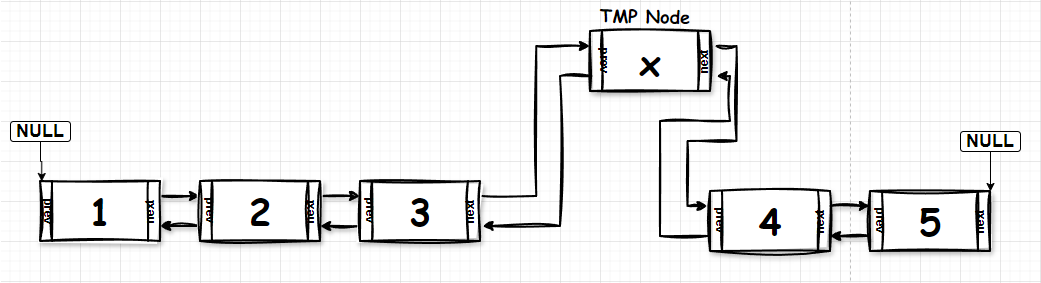 TMP Node
prev x next
NULL
NULL
prev 1 next
prev 2 next
prev 3 next
prev 4 next
prev 5 next